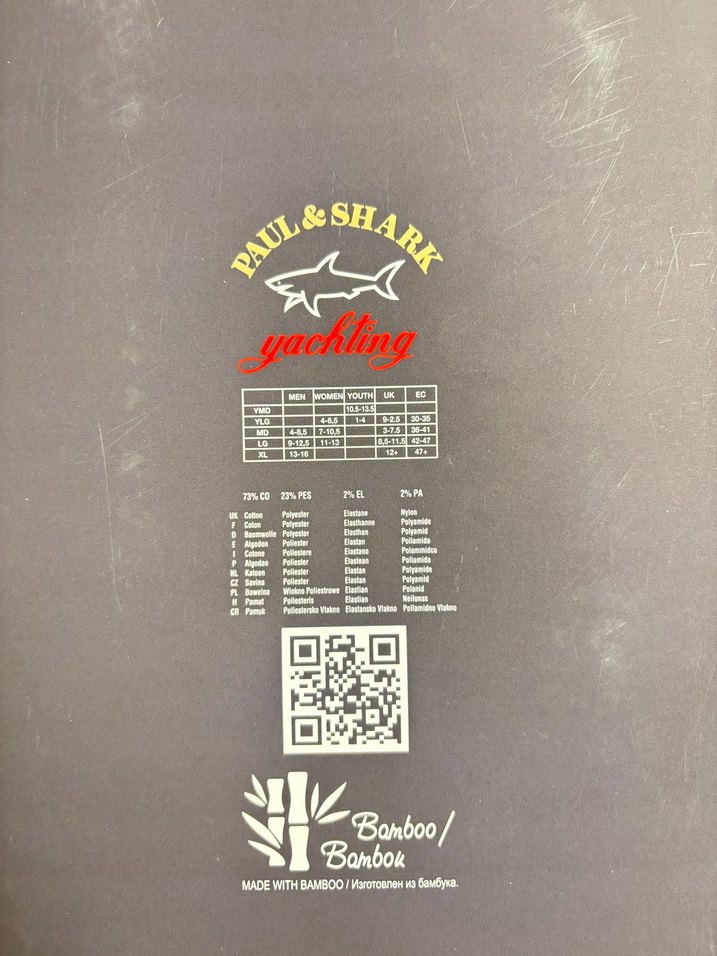 PAUL & SHARK
yachting
MEN WOMEN YOUTH UK EC
YMD 10.5-13.5
YLG 4-6,5 1-4 9-2.5 30-35
MD 4-8,5 7-10,5 3-7.5 36-41
LG 9-12,5 11-13 8,5-11.5 42-47
XL 13-16 12+ 47+
73% CO 23% PES 2% EL 2% PA
UK Cotton Polyester Elastane Nylon
F Coton Polyester Elasthanne Polyamide
D Baumwolle Polyester Elasthan Polyamid
E Algodon Poliester Elastan Poliamida
I Cotone Poliestere Elastano Polammidca
P Algodao Poliester Elastean Poliamida
NL Katoen Poliester Elastan Polyamide
CZ Savina Poliester Elastan Polyamid
PL Bawelna Wlokno Poliestrowe Elastian Polanid
H Pamut Poliesteris Elastian Neilonas
CR Pamuk Poliestersko Vlakno Elastansko Vlakno Poliamidno Vlakno
Bamboo /
Bambou
MADE WITH BAMBOO / Изготовлен из бамбука.